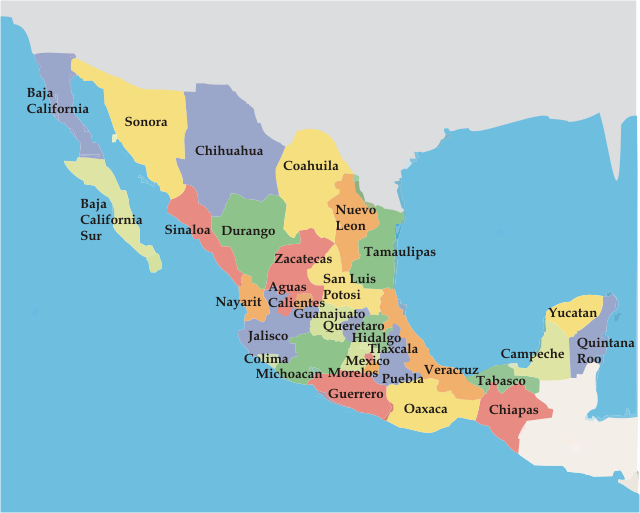 Baja
California
Sonora
Chihuahua
Coahuila
Baja
California
Sur
Sinaloa
Durango
Nuevo
Leon
Tamaulipas
Zacatecas
San Luis
Potosi
Aguas
Calientes
Nayarit
Guanajuato
Queretaro
Jalisco
Hidalgo
Tlaxcala
Colima
Mexico
Michoacan
Morelos
Puebla
Veracruz
Guerrero
Oaxaca
Tabasco
Chiapas
Campeche
Yucatan
Quintana
Roo